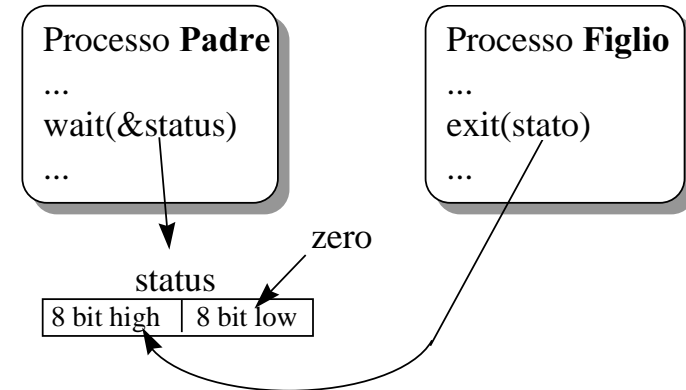 Processo Padre
...
wait(&status)
...
Processo Figlio
...
exit(stato)
...
zero
status
8 bit high 8 bit low